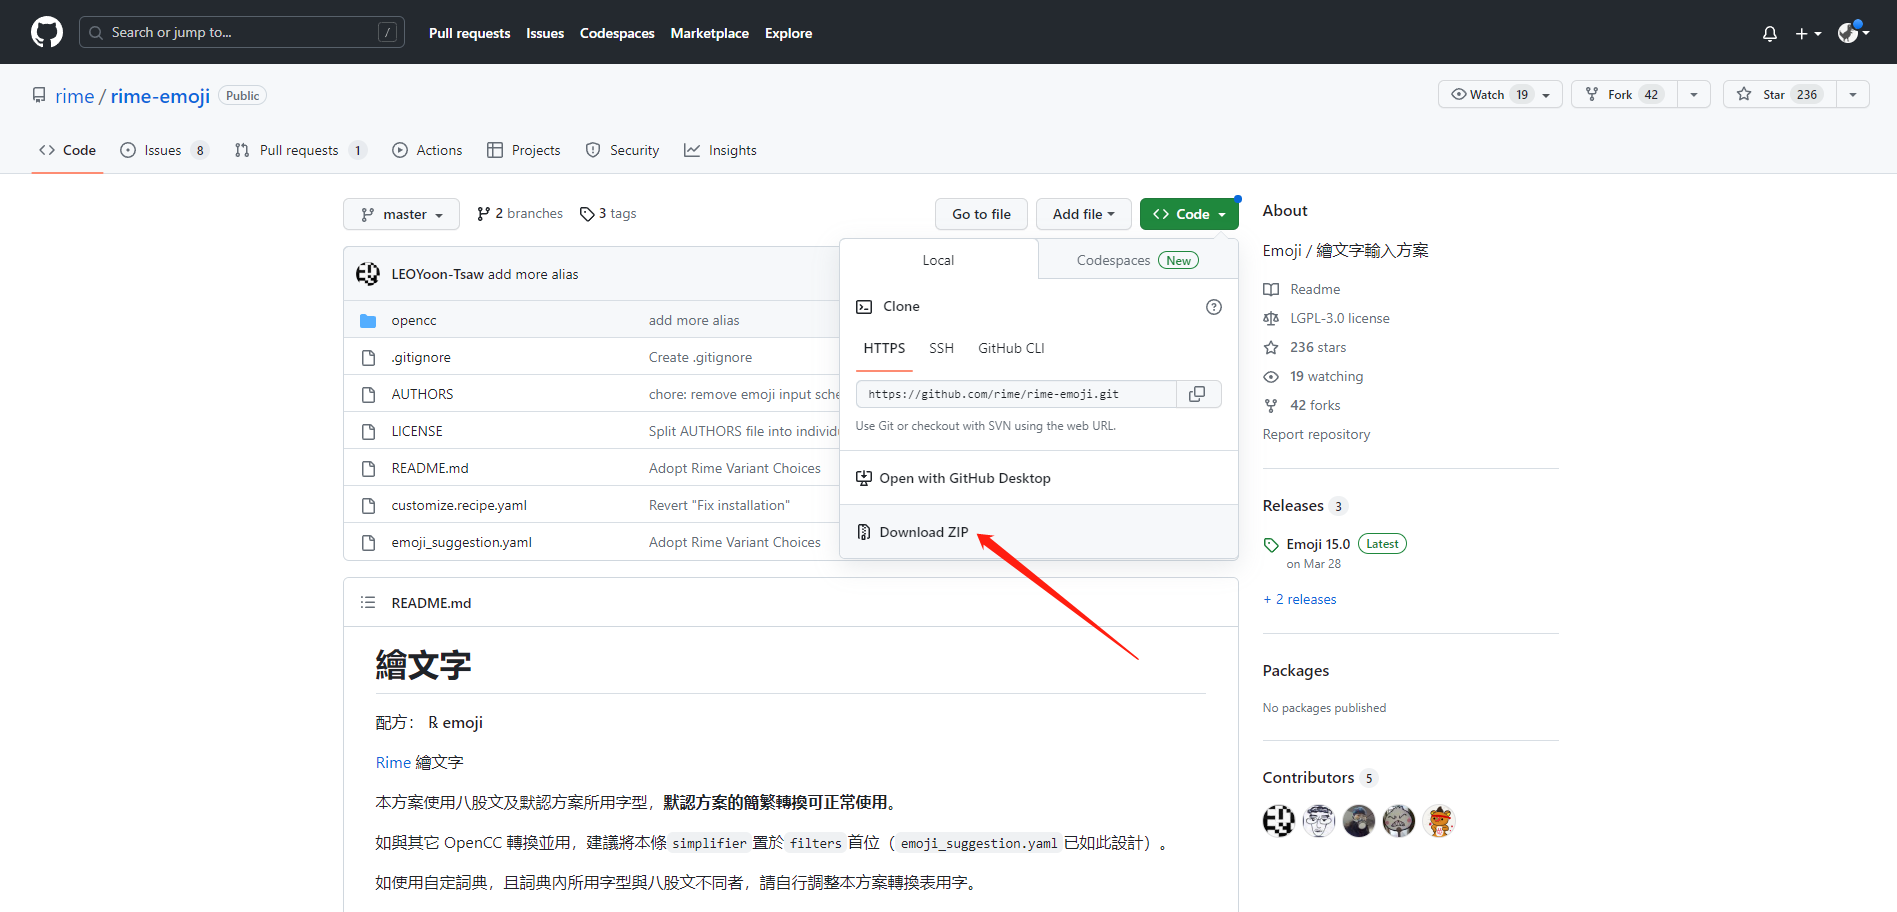 Search or jump to... /
Pull requests Issues Codespaces Marketplace Explore
rime / rime-emoji Public
Watch 19 Fork 42 Star 236
Code Issues 8 Pull requests 1 Actions Projects Security Insights
master 2 branches 3 tags Go to file Add file Code
LEOYoon-Tsaw add more alias
opencc add more alias
.gitignore Create .gitignore
AUTHORS chore: remove emoji input sche
LICENSE Split AUTHORS file into individu
README.md Adopt Rime Variant Choices
customize.recipe.yaml Revert "Fix installation"
emoji_suggestion.yaml Adopt Rime Variant Choices
Local Codespaces New
Clone
HTTPS SSH GitHub CLI
https://github.com/rime/rime-emoji.git
Use Git or checkout with SVN using the web URL.
Open with GitHub Desktop
Download ZIP
README.md
繪文字
配方： ℞ emoji
Rime 繪文字
本方案使用八股文及默認方案所用字型，默認方案的簡繁轉換可正常使用。
如與其它 OpenCC 轉換並用，建議將本條 simplifier 置於 filters 首位（ emoji_suggestion.yaml 已如此設計）。
如使用自定詞典，且詞典內所用字型與八股文不同者，請自行調整本方案轉換表用字。
About
Emoji / 繪文字輸入方案
Readme
LGPL-3.0 license
236 stars
19 watching
42 forks
Report repository
Releases 3
Emoji 15.0 Latest
on Mar 28
+ 2 releases
Packages
No packages published
Contributors 5